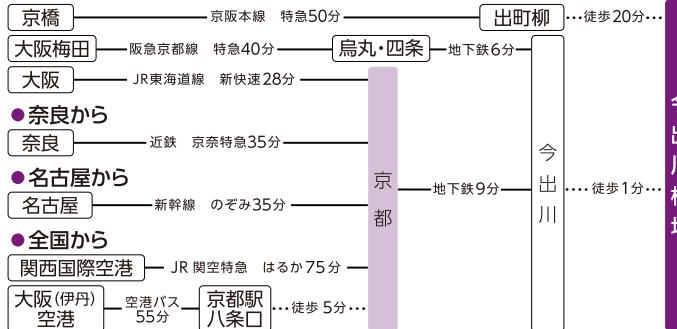 京橋 京阪本線 特急50分 出町柳 徒歩20分
大阪梅田 阪急京都線 特急40分 烏丸・四条 地下鉄6分
大阪 JR東海道線 新快速28分
●奈良から
奈良 近鉄 京奈特急35分
京都 地下鉄9分 今出川 徒歩1分
●名古屋から
名古屋 新幹線 のぞみ35分
●全国から
関西国際空港 JR 関空特急 はるか75分
大阪(伊丹)空港 空港バス 55分 京都駅八条口 徒歩 5分